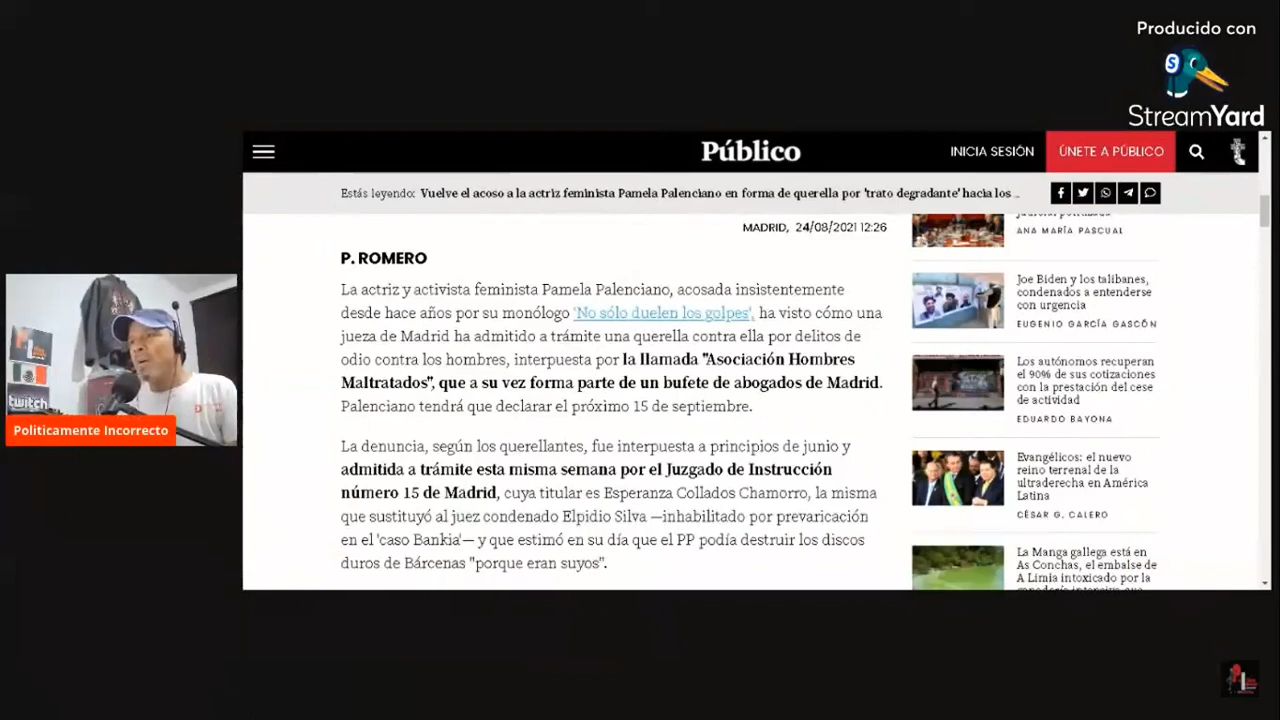 Producido con
StreamYard
Público
INICIA SESIÓN
ÚNETE A PÚBLICO
Estás leyendo: Vuelve el acoso a la actriz feminista Pamela Palenciano en forma de querella por 'trato degradante' hacia los ...
MADRID, 24/08/2021 12:26
P. ROMERO
La actriz y activista feminista Pamela Palenciano, acosada insistentemente
desde hace años por su monólogo 'No sólo duelen los golpes', ha visto cómo una
jueza de Madrid ha admitido a trámite una querella contra ella por delitos de
odio contra los hombres, interpuesta por la llamada "Asociación Hombres
Maltratados", que a su vez forma parte de un bufete de abogados de Madrid.
Palenciano tendrá que declarar el próximo 15 de septiembre.
La denuncia, según los querellantes, fue interpuesta a principios de junio y
admitida a trámite esta misma semana por el Juzgado de Instrucción
número 15 de Madrid, cuya titular es Esperanza Collados Chamorro, la misma
que sustituyó al juez condenado Elpidio Silva —inhabilitado por prevaricación
en el 'caso Bankia'— y que estimó en su día que el PP podía destruir los discos
duros de Bárcenas "porque eran suyos".
ANA MARÍA PASCUAL
Joe Biden y los talibanes,
condenados a entenderse
con urgencia
EUGENIO GARCÍA GASCÓN
Los autónomos recuperan
el 90% de sus cotizaciones
con la prestación del cese
de actividad
EDUARDO BAYONA
Evangélicos: el nuevo
reino terrenal de la
ultraderecha en América
Latina
CÉSAR G. CALERO
La Manga gallega está en
As Conchas, el embalse de
A Limia intoxicado por la
twitch
Politicamente Incorrecto